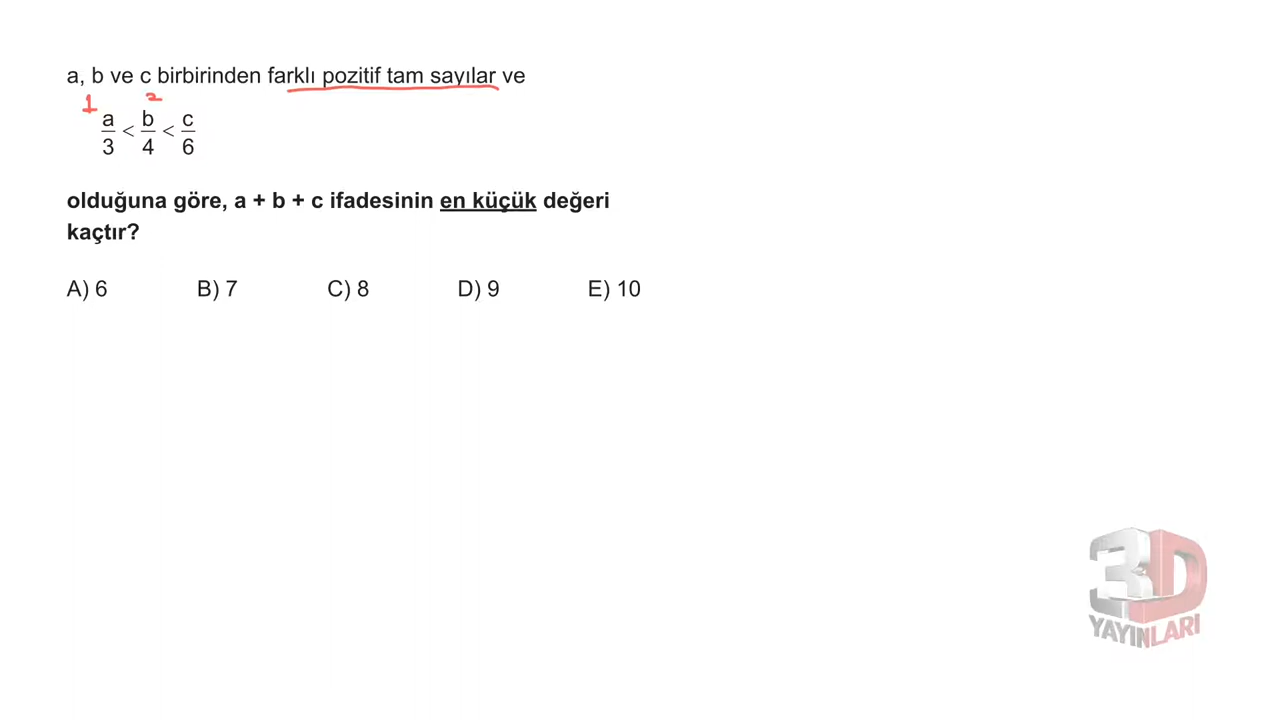 a, b ve c birbirinden farklı pozitif tam sayılar ve
1 2
a/3 < b/4 < c/6
olduğuna göre, a + b + c ifadesinin en küçük değeri
kaçtır?
A) 6 B) 7 C) 8 D) 9 E) 10
3D
YAYINLARI